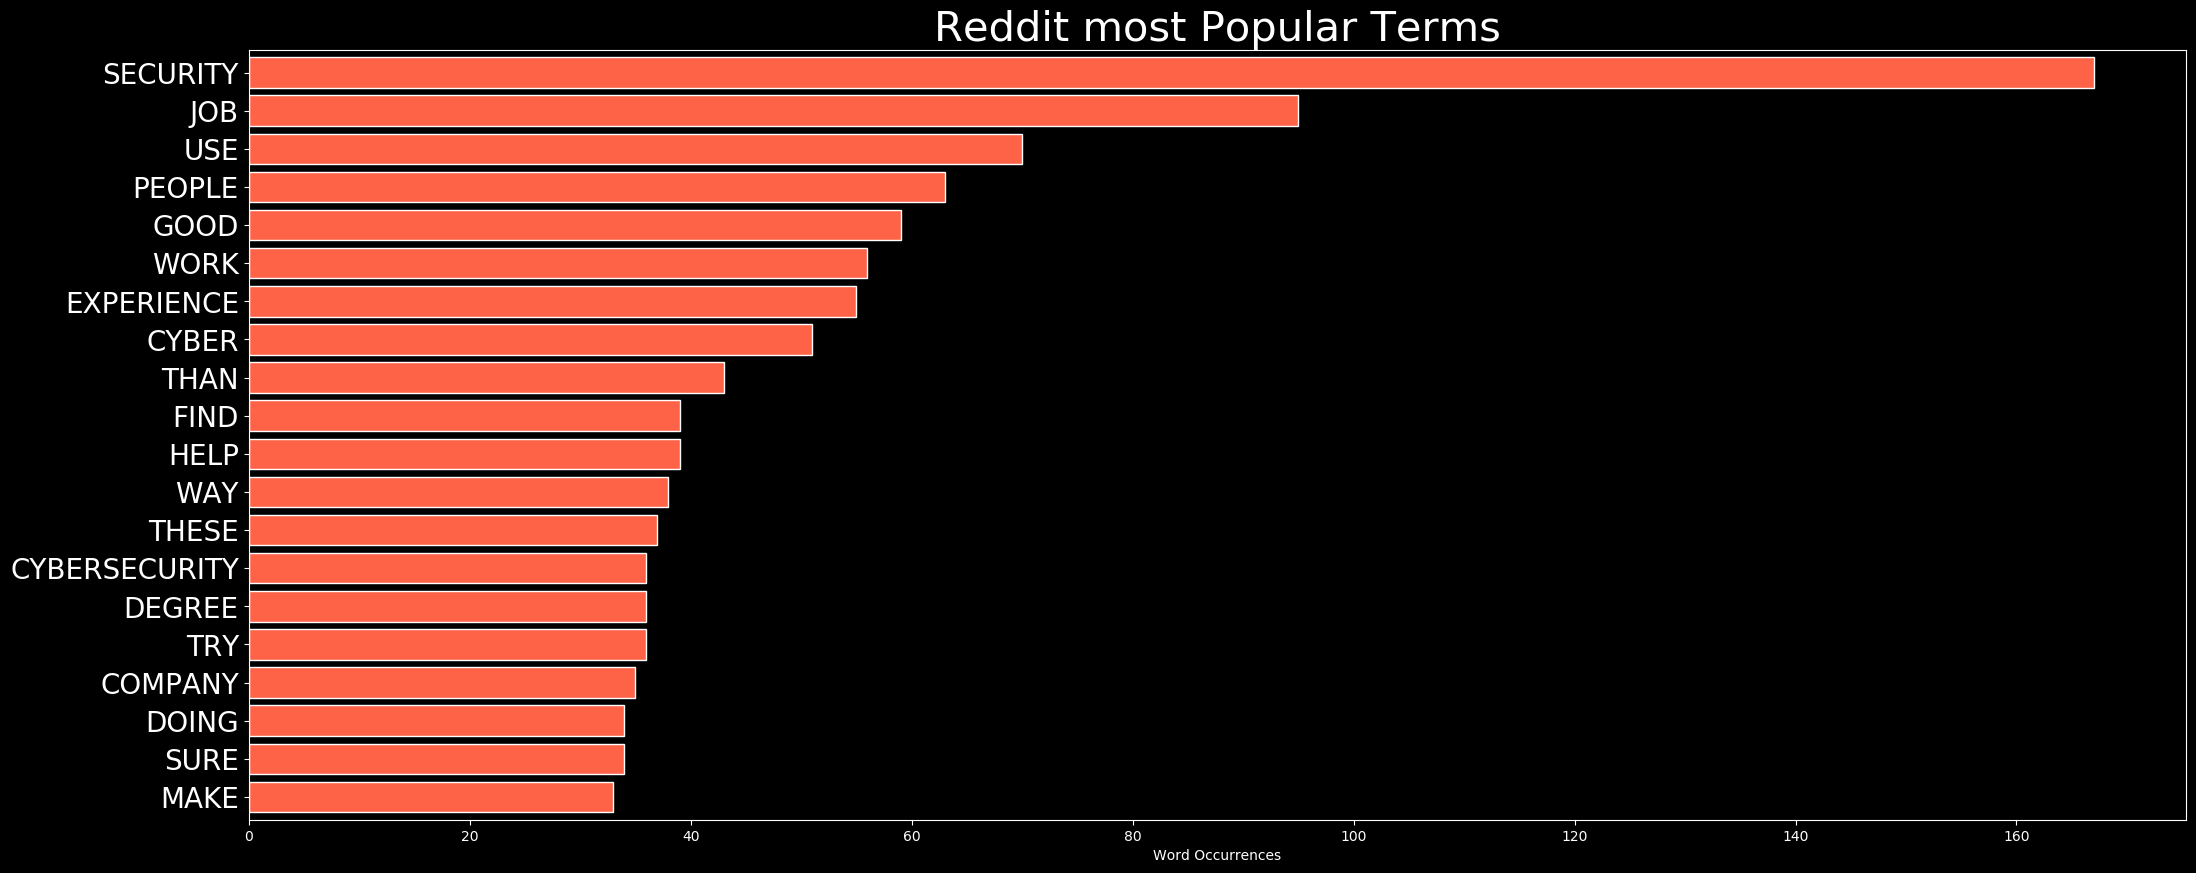 Reddit most Popular Terms
SECURITY
JOB
USE
PEOPLE
GOOD
WORK
EXPERIENCE
CYBER
THAN
FIND
HELP
WAY
THESE
CYBERSECURITY
DEGREE
TRY
COMPANY
DOING
SURE
MAKE
0 20 40 60 80 100 120 140 160
Word Occurrences